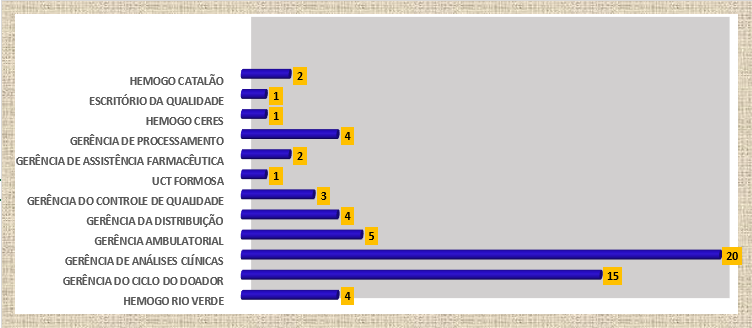 HEMOGO CATALÃO 2
ESCRITÓRIO DA QUALIDADE 1
HEMOGO CERES 1
GERÊNCIA DE PROCESSAMENTO 4
GERÊNCIA DE ASSISTÊNCIA FARMACÊUTICA 2
UCT FORMOSA 1
GERÊNCIA DO CONTROLE DE QUALIDADE 3
GERÊNCIA DA DISTRIBUIÇÃO 4
GERÊNCIA AMBULATORIAL 5
GERÊNCIA DE ANÁLISES CLÍNICAS 20
GERÊNCIA DO CICLO DO DOADOR 15
HEMOGO RIO VERDE 4